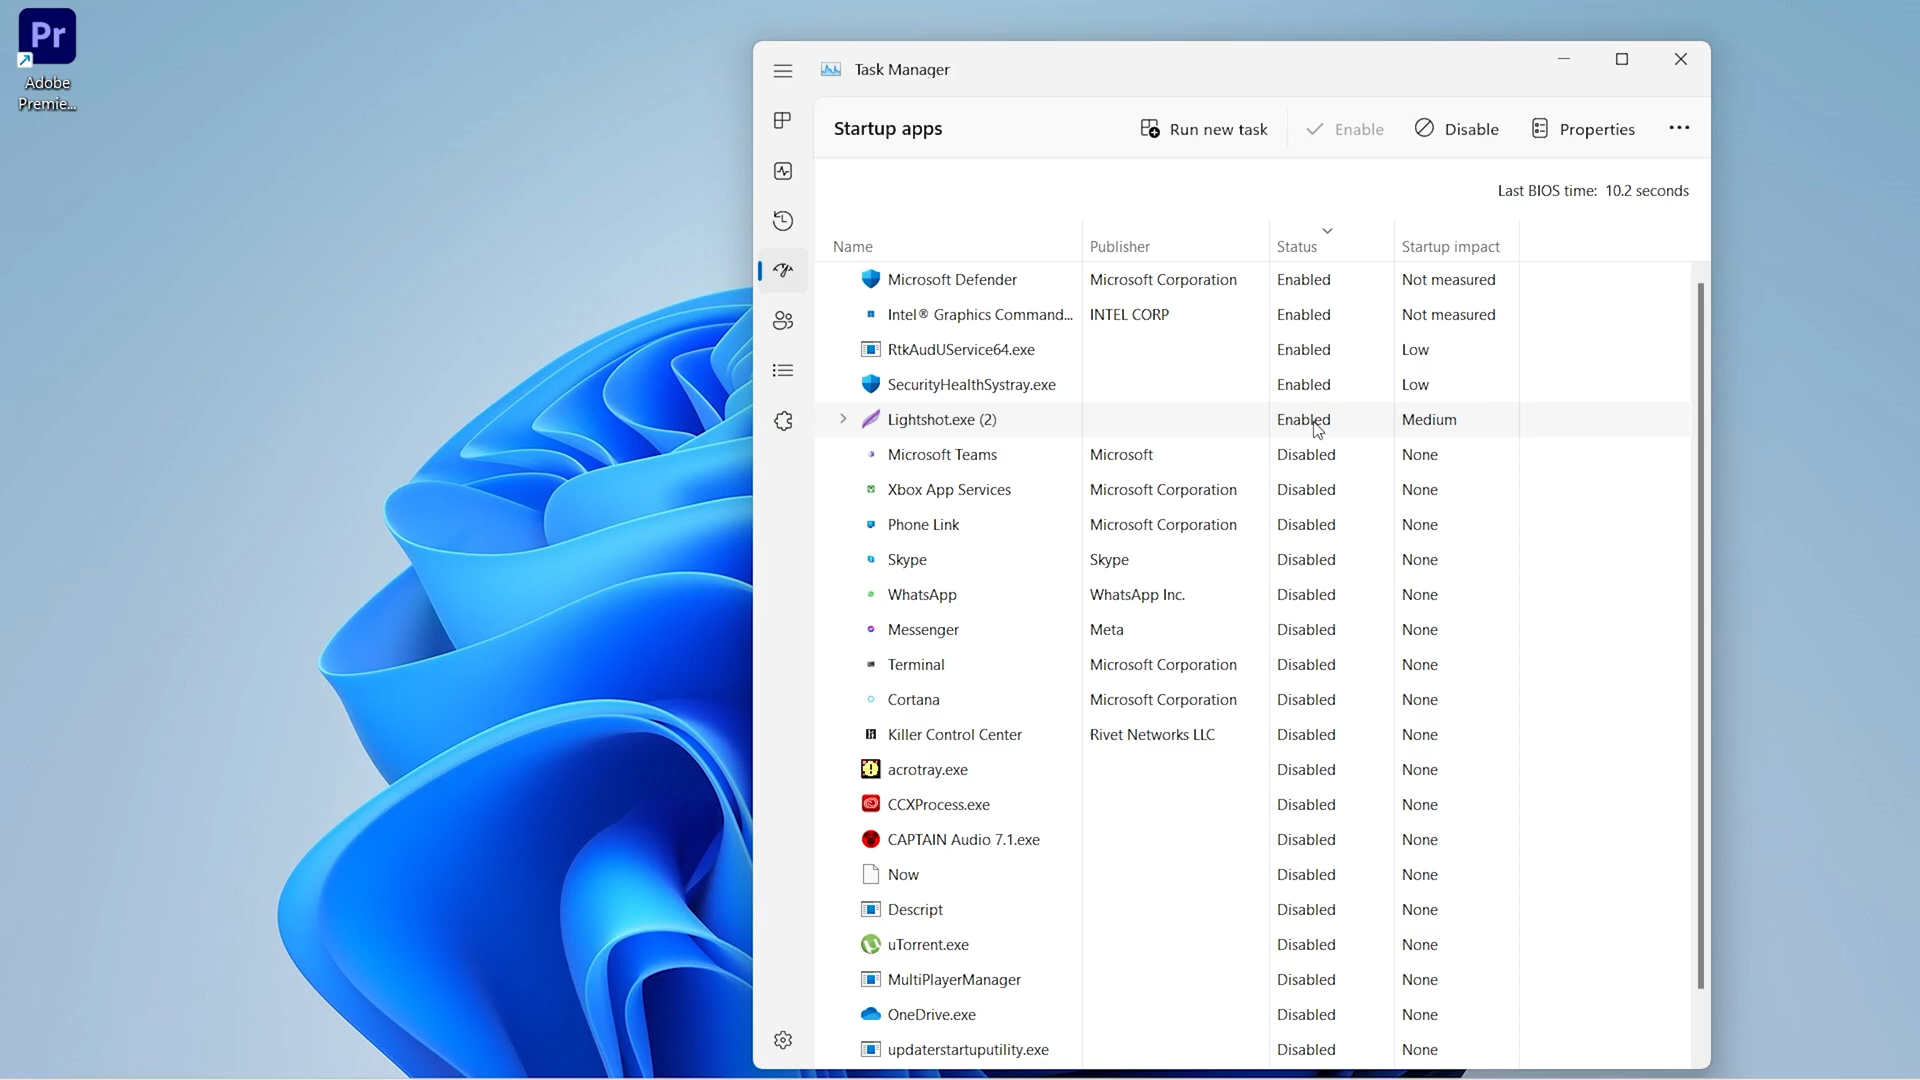 Pr
Adobe
Premie...
Task Manager
Startup apps
Run new task
Enable
Disable
Properties
Last BIOS time: 10.2 seconds
Name Publisher Status Startup impact
Microsoft Defender Microsoft Corporation Enabled Not measured
Intel® Graphics Command... INTEL CORP Enabled Not measured
RtkAudUService64.exe Enabled Low
SecurityHealthSystray.exe Enabled Low
Lightshot.exe (2) Enabled Medium
Microsoft Teams Microsoft Disabled None
Xbox App Services Microsoft Corporation Disabled None
Phone Link Microsoft Corporation Disabled None
Skype Skype Disabled None
WhatsApp WhatsApp Inc. Disabled None
Messenger Meta Disabled None
Terminal Microsoft Corporation Disabled None
Cortana Microsoft Corporation Disabled None
Killer Control Center Rivet Networks LLC Disabled None
acrotray.exe Disabled None
CCXProcess.exe Disabled None
CAPTAIN Audio 7.1.exe Disabled None
Now Disabled None
Descript Disabled None
uTorrent.exe Disabled None
MultiPlayerManager Disabled None
OneDrive.exe Disabled None
updaterstartuputility.exe Disabled None